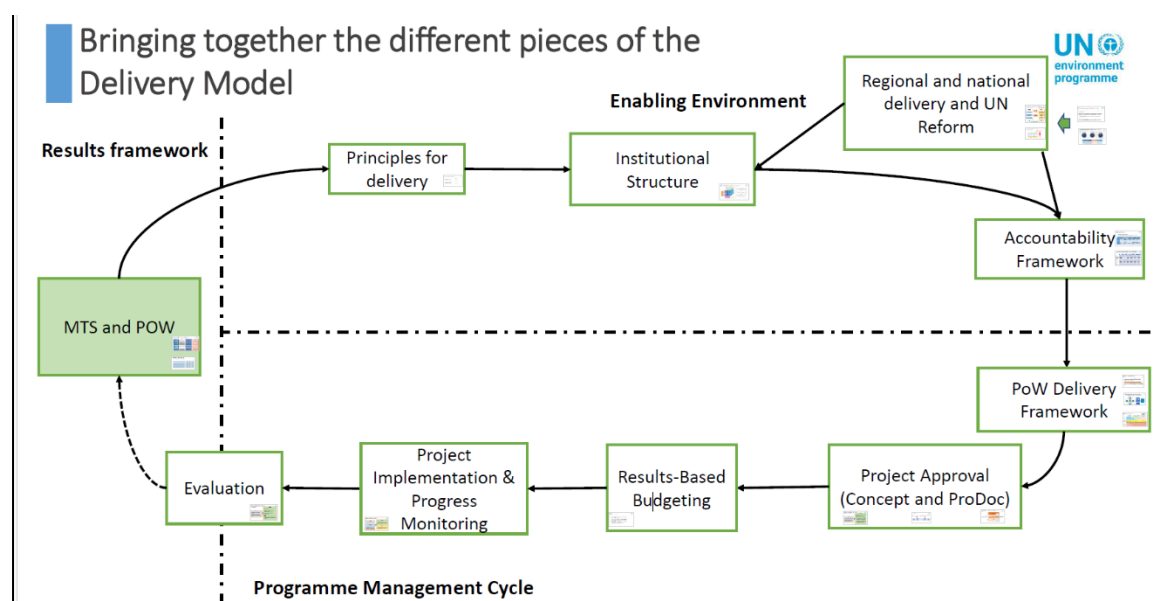 Bringing together the different pieces of the
Delivery Model
UN
environment
programme
Enabling Environment
Regional and national
delivery and UN
Reform
Results framework
Principles for
delivery
Institutional
Structure
Accountability
Framework
MTS and POW
PoW Delivery
Framework
Evaluation
Project
Implementation &
Progress
Monitoring
Results-Based
Budgeting
Project Approval
(Concept and ProDoc)
Programme Management Cycle